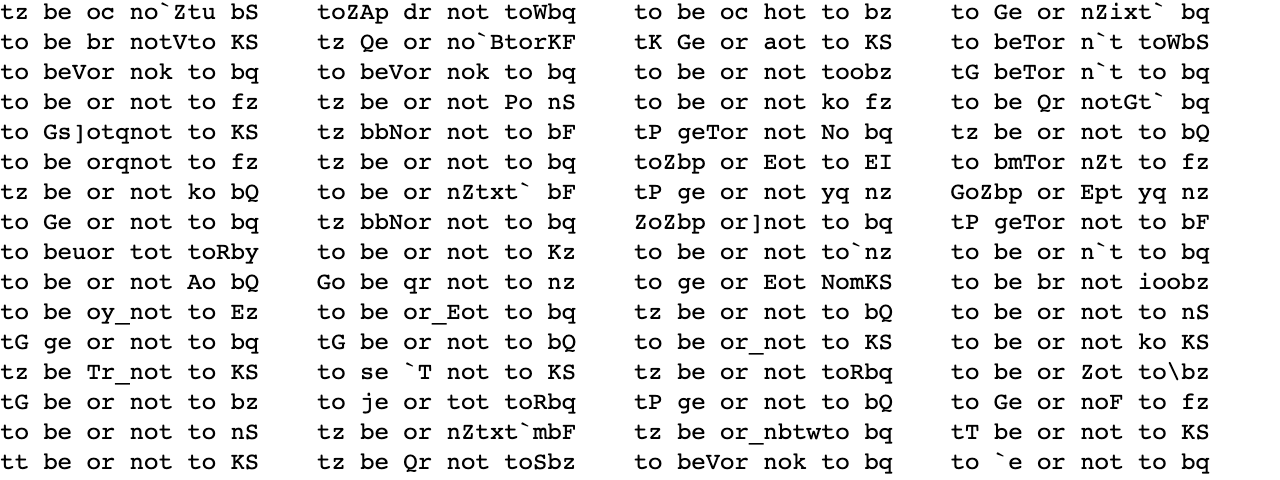 tz be oc no`Ztu bS    toZAp dr not toWbq    to be oc hot to bz    to Ge or nZixt` bq
to be br notVto KS    tz Qe or no`BtorKF    tK Ge or aot to KS    to beTor n`t toWbS
to beVor nok to bq    to beVor nok to bq    to be or not toobz    tG beTor n`t to bq
to be or not to fz    tz be or not Po nS    to be or not ko fz    to be Qr notGt` bq
to Gs]otqnot to KS    tz bbNor not to bF    tP geTor not No bq    tz be or not to bQ
to be orqnot to fz    tz be or not to bq    toZbp or Eot to EI    to bmTor nZt to fz
tz be or not ko bQ    to be or nZtxt` bF    tP ge or not yq nz    GoZbp or Ept yq nz
to Ge or not to bq    tz bbNor not to bq    ZoZbp or]not to bq    tP geTor not to bF
to beuor tot toRby    to be or not to Kz    to be or not to`nz    to be or n`t to bq
to be or not Ao bQ    Go be qr not to nz    to ge or Eot NomKS    to be br not ioobz
to be oy_not to Ez    to be or_Eot to bq    tz be or not to bQ    to be or not to nS
tG ge or not to bq    tG be or not to bQ    to be or_not to KS    to be or not ko KS
tz be Tr_not to KS    to se `T not to KS    tz be or not toRbq    to be or Zot to\bz
tG be or not to bz    to je or tot toRbq    tP ge or not to bQ    to Ge or noF to fz
to be or not to nS    tz be or nZtxt`mbF    tz be or_nbtwto bq    tT be or not to KS
tt be or not to KS    tz be Qr not toSbz    to beVor nok to bq    to `e or not to bq